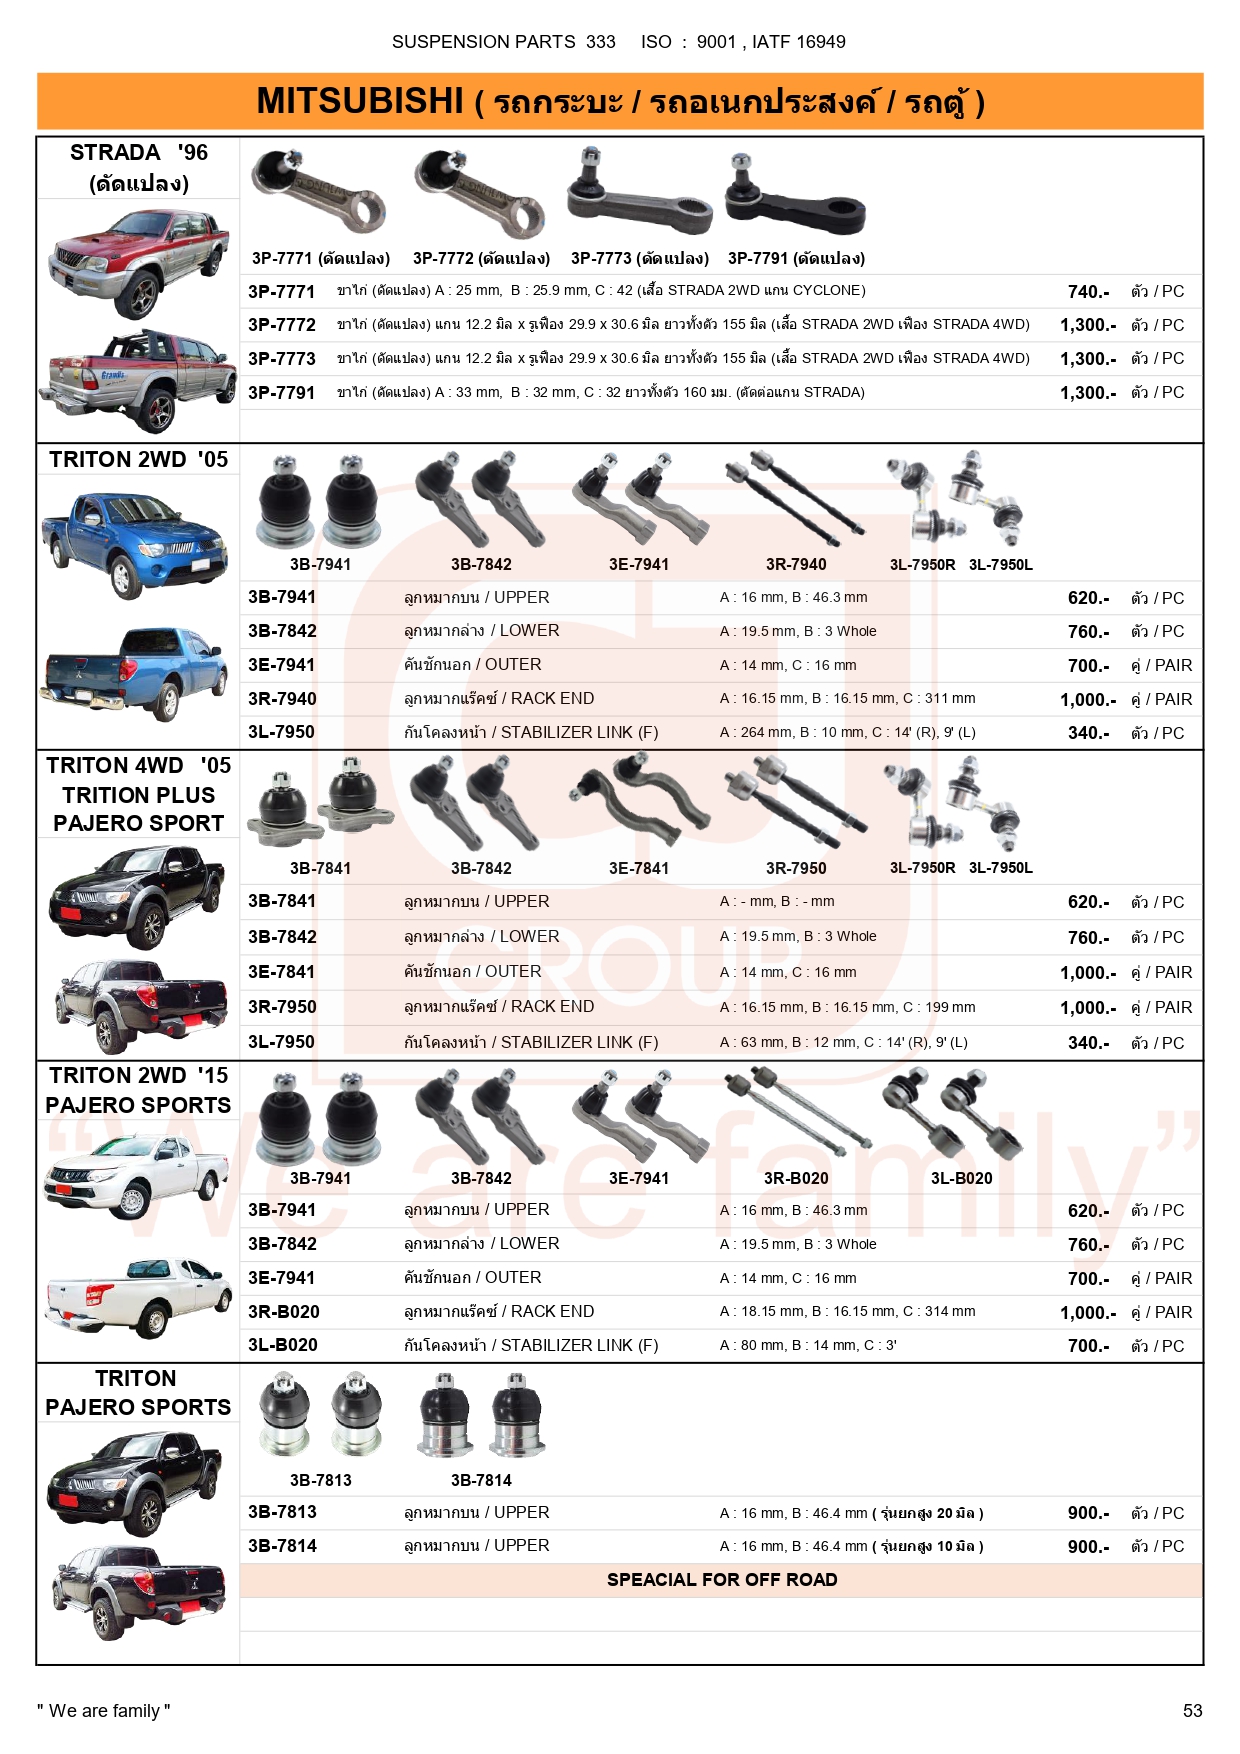 SUSPENSION PARTS 333 ISO : 9001 , IATF 16949
MITSUBISHI ( รถกระบะ / รถอเนกประสงค์ / รถตู้ )
STRADA '96
(ดัดแปลง)
3P-7771 (ดัดแปลง) 3P-7772 (ดัดแปลง) 3P-7773 (ดัดแปลง) 3P-7791 (ดัดแปลง)
3P-7771 ขาไก่ (ดัดแปลง) A : 25 mm, B : 25.9 mm, C : 42 (เสื้อ STRADA 2WD แกน CYCLONE) 740.- ตัว / PC
3P-7772 ขาไก่ (ดัดแปลง) แกน 12.2 มิล x รูเฟือง 29.9 x 30.6 มิล ยาวทั้งตัว 155 มิล (เสื้อ STRADA 2WD เฟือง STRADA 4WD) 1,300.- ตัว / PC
3P-7773 ขาไก่ (ดัดแปลง) แกน 12.2 มิล x รูเฟือง 29.9 x 30.6 มิล ยาวทั้งตัว 155 มิล (เสื้อ STRADA 2WD เฟือง STRADA 4WD) 1,300.- ตัว / PC
3P-7791 ขาไก่ (ดัดแปลง) A : 33 mm, B : 32 mm, C : 32 ยาวทั้งตัว 160 มม. (ตัดต่อแกน STRADA) 1,300.- ตัว / PC
TRITON 2WD '05
3B-7941 3B-7842 3E-7941 3R-7940 3L-7950R 3L-7950L
3B-7941 ลูกหมากบน / UPPER A : 16 mm, B : 46.3 mm 620.- ตัว / PC
3B-7842 ลูกหมากล่าง / LOWER A : 19.5 mm, B : 3 Whole 760.- ตัว / PC
3E-7941 คันชักนอก / OUTER A : 14 mm, C : 16 mm 700.- คู่ / PAIR
3R-7940 ลูกหมากแร๊คซ์ / RACK END A : 16.15 mm, B : 16.15 mm, C : 311 mm 1,000.- คู่ / PAIR
3L-7950 กันโคลงหน้า / STABILIZER LINK (F) A : 264 mm, B : 10 mm, C : 14' (R), 9' (L) 340.- ตัว / PC
TRITON 4WD '05
TRITION PLUS
PAJERO SPORT
3B-7841 3B-7842 3E-7841 3R-7950 3L-7950R 3L-7950L
3B-7841 ลูกหมากบน / UPPER A : - mm, B : - mm 620.- ตัว / PC
3B-7842 ลูกหมากล่าง / LOWER A : 19.5 mm, B : 3 Whole 760.- ตัว / PC
3E-7841 คันชักนอก / OUTER A : 14 mm, C : 16 mm 1,000.- คู่ / PAIR
3R-7950 ลูกหมากแร๊คซ์ / RACK END A : 16.15 mm, B : 16.15 mm, C : 199 mm 1,000.- คู่ / PAIR
3L-7950 กันโคลงหน้า / STABILIZER LINK (F) A : 63 mm, B : 12 mm, C : 14' (R), 9' (L) 340.- ตัว / PC
GROUP
TRITON 2WD '15
PAJERO SPORTS
"We are family"
3B-7941 3B-7842 3E-7941 3R-B020 3L-B020
3B-7941 ลูกหมากบน / UPPER A : 16 mm, B : 46.3 mm 620.- ตัว / PC
3B-7842 ลูกหมากล่าง / LOWER A : 19.5 mm, B : 3 Whole 760.- ตัว / PC
3E-7941 คันชักนอก / OUTER A : 14 mm, C : 16 mm 700.- คู่ / PAIR
3R-B020 ลูกหมากแร๊คซ์ / RACK END A : 18.15 mm, B : 16.15 mm, C : 314 mm 1,000.- คู่ / PAIR
3L-B020 กันโคลงหน้า / STABILIZER LINK (F) A : 80 mm, B : 14 mm, C : 3' 700.- ตัว / PC
TRITON
PAJERO SPORTS
3B-7813 3B-7814
3B-7813 ลูกหมากบน / UPPER A : 16 mm, B : 46.4 mm ( รุ่นยกสูง 20 มิล ) 900.- ตัว / PC
3B-7814 ลูกหมากบน / UPPER A : 16 mm, B : 46.4 mm ( รุ่นยกสูง 10 มิล ) 900.- ตัว / PC
SPEACIAL FOR OFF ROAD
" We are family " 53